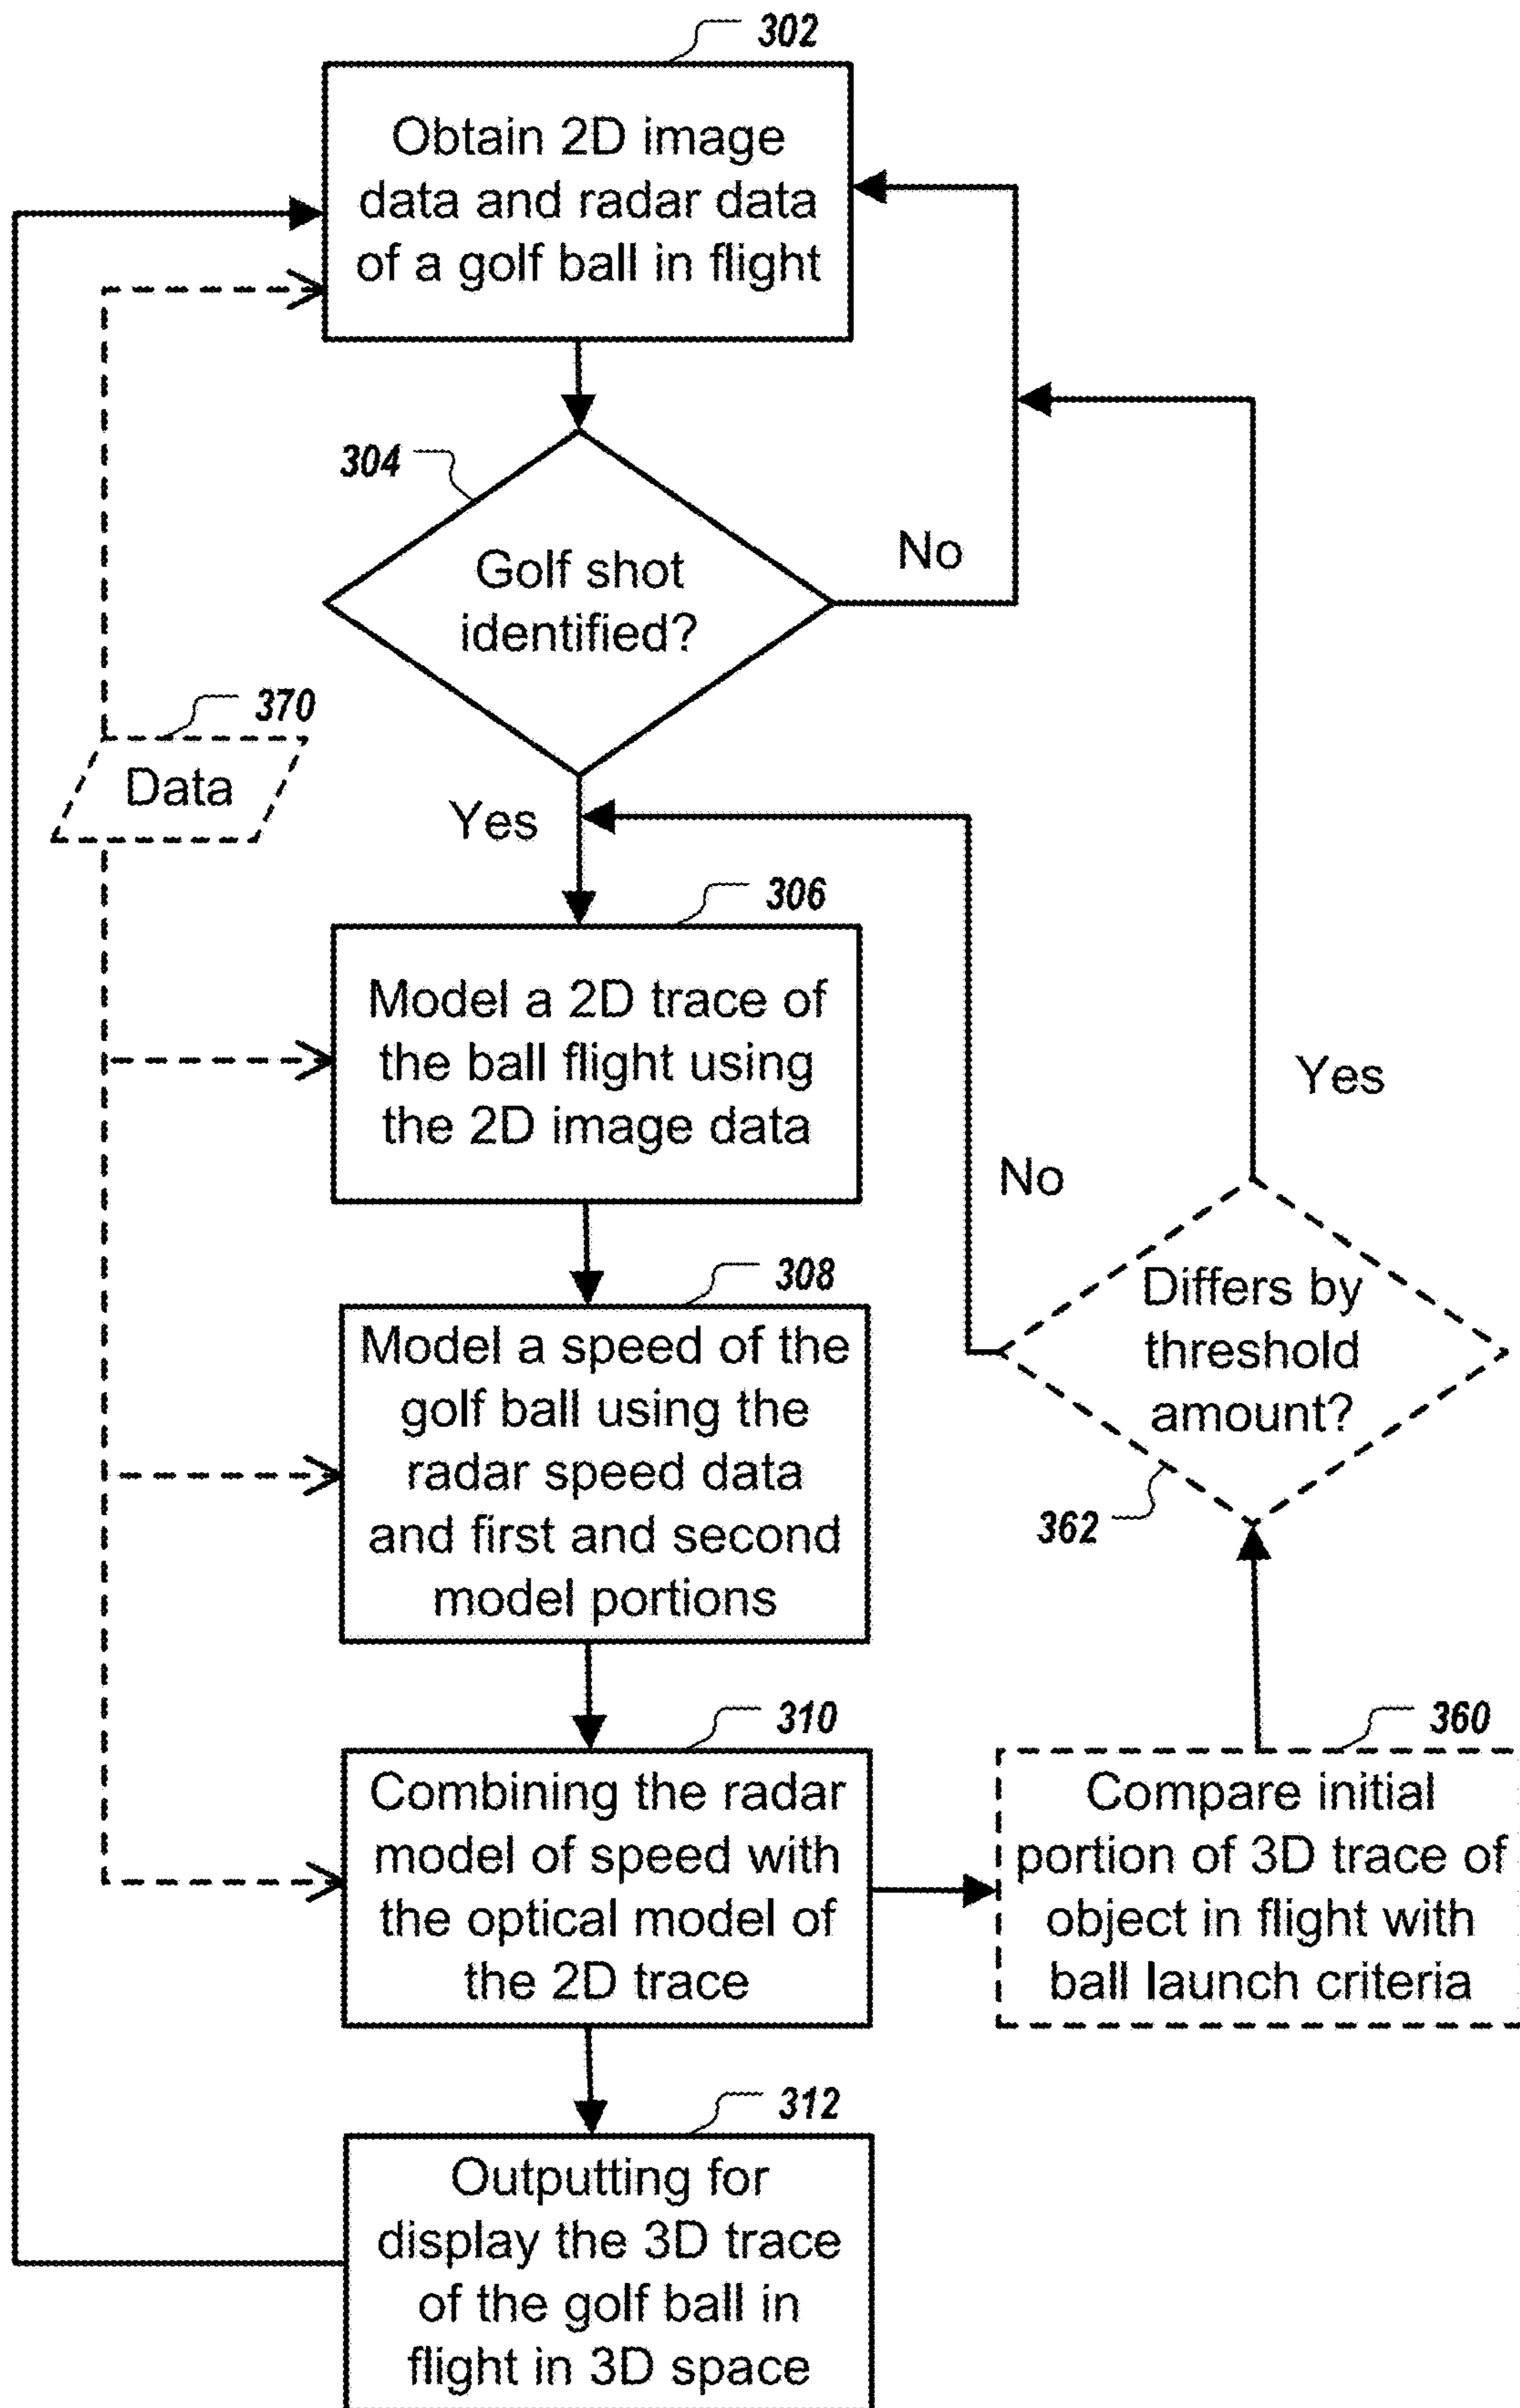 302
Obtain 2D image
data and radar data
of a golf ball in flight
304
Golf shot
identified?
No
370
Data
Yes
306
Model a 2D trace of
the ball flight using
the 2D image data
Yes
No
308
Model a speed of the
golf ball using the
radar speed data
and first and second
model portions
Differs by
threshold
amount?
362
310
Combining the radar
model of speed with
the optical model of
the 2D trace
360
Compare initial
portion of 3D trace of
object in flight with
ball launch criteria
312
Outputting for
display the 3D trace
of the golf ball in
flight in 3D space